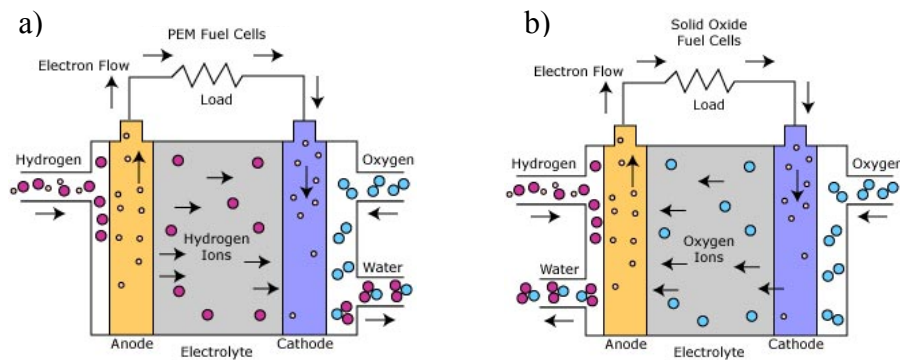 a)
PEM Fuel Cells
Electron Flow
Load
Hydrogen
Oxygen
Hydrogen
Ions
Water
Anode
Electrolyte
Cathode
b)
Solid Oxide
Fuel Cells
Electron Flow
Load
Hydrogen
Oxygen
Oxygen
Ions
Water
Anode
Electrolyte
Cathode